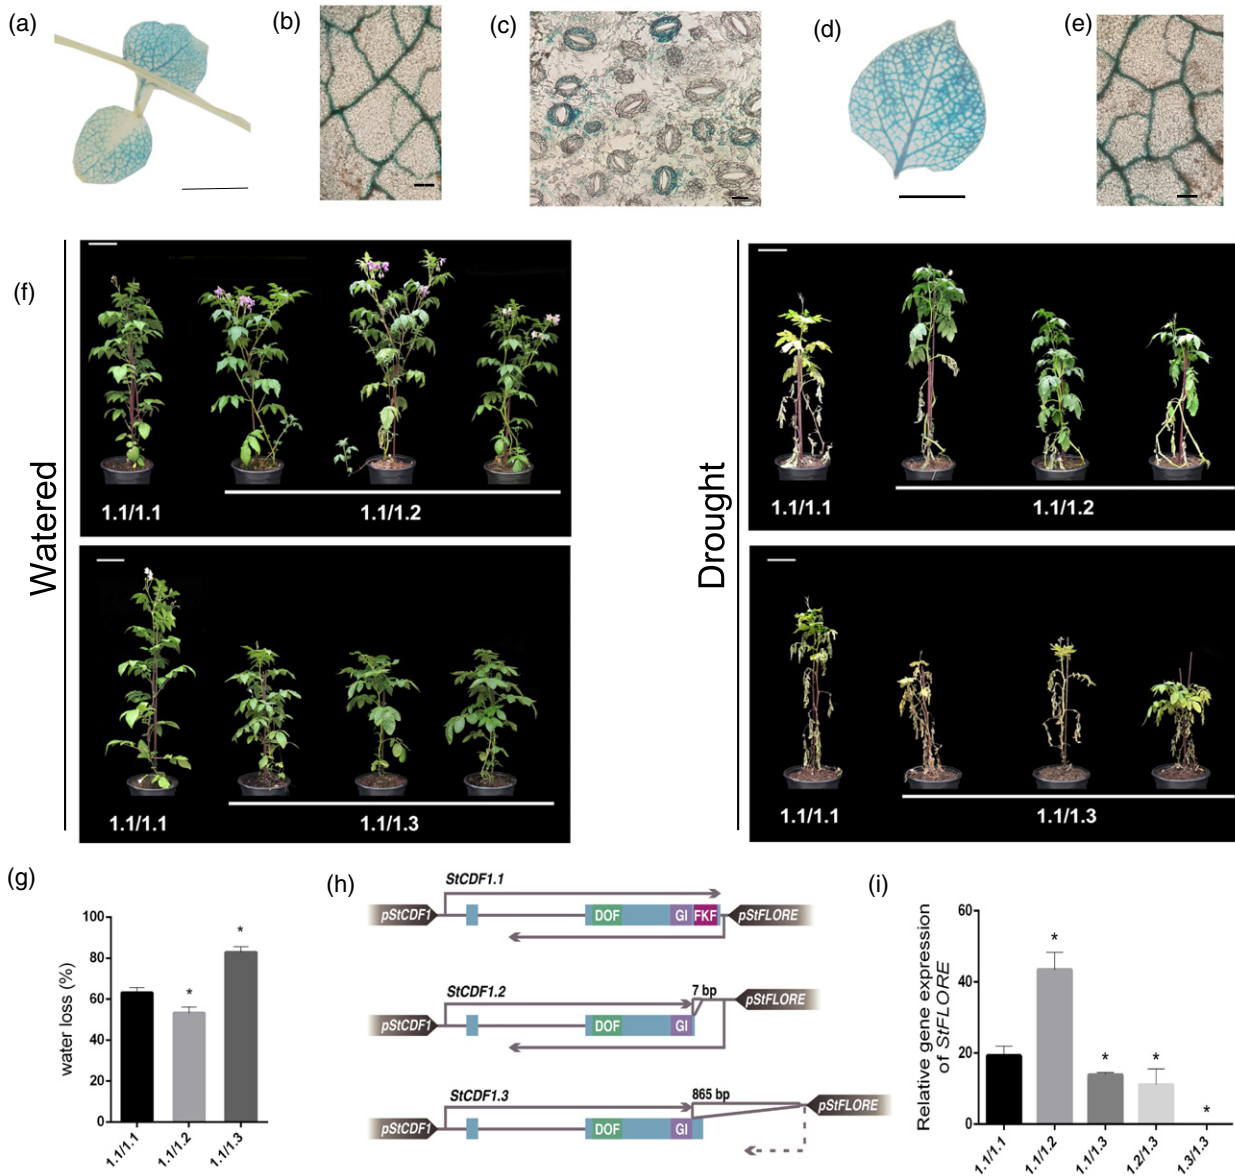 (a)
(b)
(c)
(d)
(e)
(f)
Watered
1.1/1.1
1.1/1.2
1.1/1.1
1.1/1.3
Drought
1.1/1.1
1.1/1.2
1.1/1.1
1.1/1.3
(g)
water loss (%)
100
80
60
40
20
0
*
*
1.1/1.1
1.1/1.2
1.1/1.3
(h)
StCDF1.1
pStCDF1
DOF
GI
FKF
pStFLORE
StCDF1.2
7 bp
pStCDF1
DOF
GI
pStFLORE
StCDF1.3
865 bp
pStCDF1
DOF
GI
pStFLORE
(i)
Relative gene expression
of StFLORE
60
40
20
0
*
*
*
*
1.1/1.1
1.1/1.2
1.1/1.3
1.2/1.3
1.3/1.3